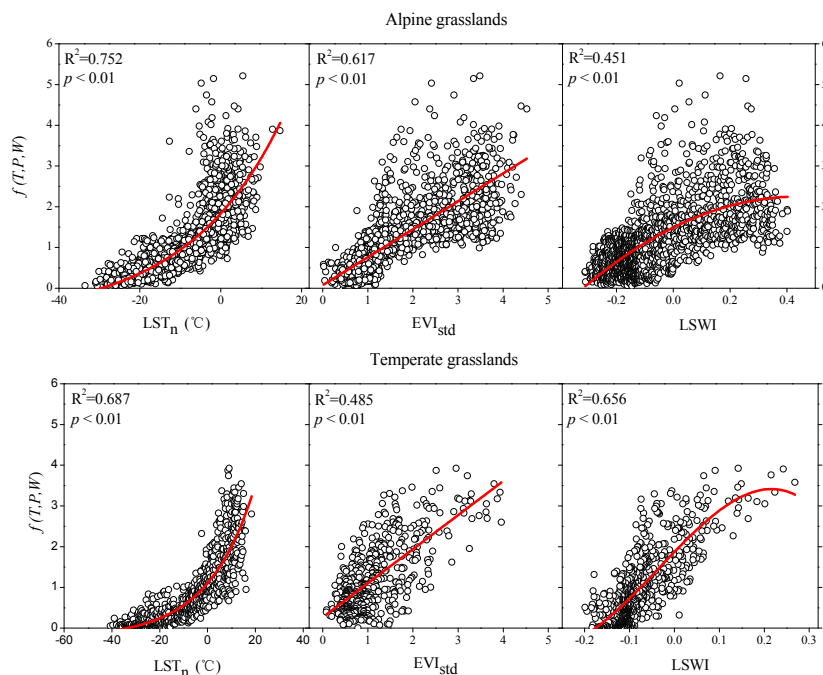 Alpine grasslands
f (T,P,W)
6
5
4
3
2
1
0
R²=0.752
p < 0.01
-40
-20
0
20
LST_n (℃)
R²=0.617
p < 0.01
0
1
2
3
4
5
EVI_std
R²=0.451
p < 0.01
-0.2
0.0
0.2
0.4
LSWI
Temperate grasslands
f (T,P,W)
6
5
4
3
2
1
0
R²=0.687
p < 0.01
-60
-40
-20
0
20
40
LST_n (℃)
R²=0.485
p < 0.01
0
1
2
3
4
5
EVI_std
R²=0.656
p < 0.01
-0.2
-0.1
0.0
0.1
0.2
0.3
LSWI